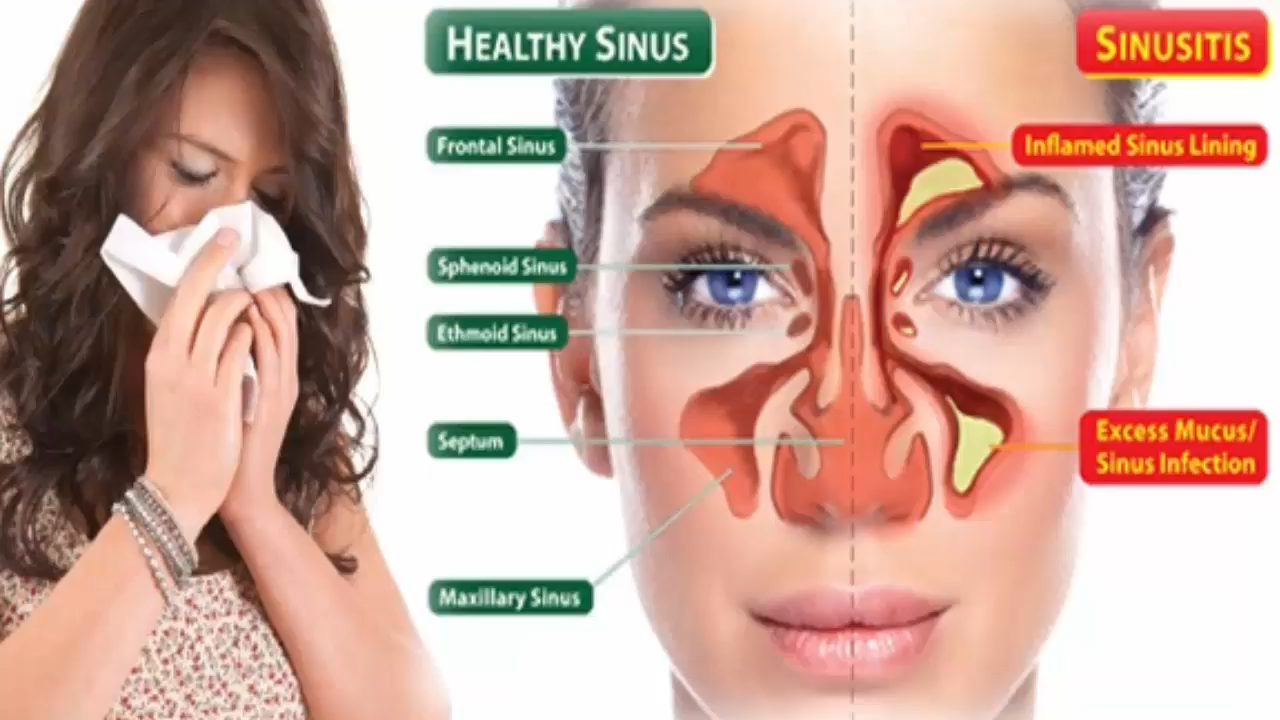 HEALTHY SINUS
SINUSITIS
Frontal Sinus
Inflamed Sinus Lining
Sphenoid Sinus
Ethmoid Sinus
Septum
Excess Mucus/
Sinus Infection
Maxillary Sinus